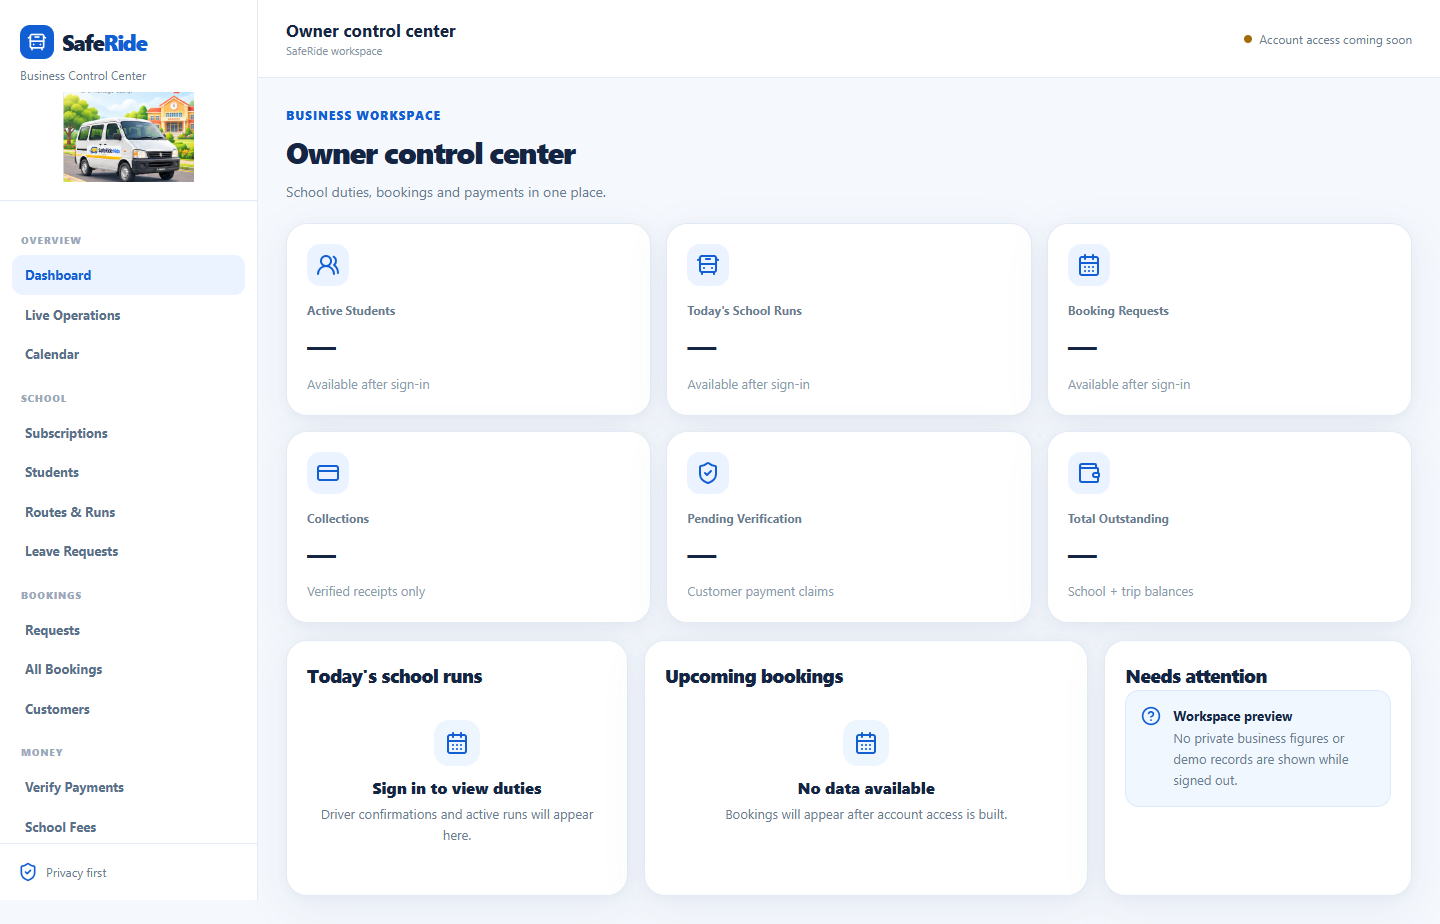 SafeRide
Business Control Center
OVERVIEW
Dashboard
Live Operations
Calendar
SCHOOL
Subscriptions
Students
Routes & Runs
Leave Requests
BOOKINGS
Requests
All Bookings
Customers
MONEY
Verify Payments
School Fees
Privacy first
Owner control center
SafeRide workspace
Account access coming soon
BUSINESS WORKSPACE
Owner control center
School duties, bookings and payments in one place.
Active Students
—
Available after sign-in
Today's School Runs
—
Available after sign-in
Booking Requests
—
Available after sign-in
Collections
—
Verified receipts only
Pending Verification
—
Customer payment claims
Total Outstanding
—
School + trip balances
Today's school runs
Sign in to view duties
Driver confirmations and active runs will appear
here.
Upcoming bookings
No data available
Bookings will appear after account access is built.
Needs attention
Workspace preview
No private business figures or
demo records are shown while
signed out.